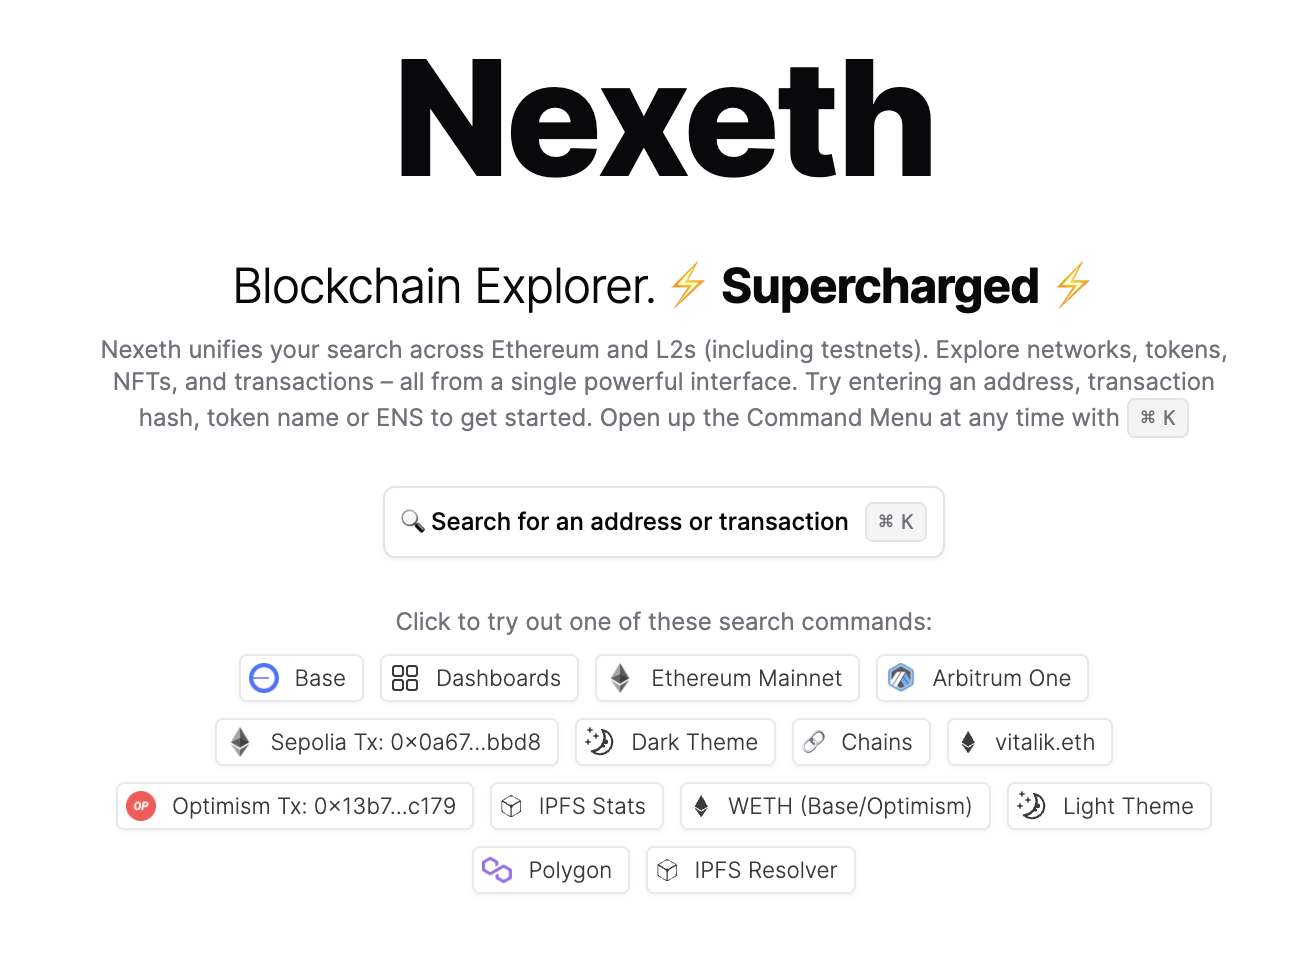 Nexeth
Blockchain Explorer. ⚡ Supercharged ⚡
Nexeth unifies your search across Ethereum and L2s (including testnets). Explore networks, tokens,
NFTs, and transactions – all from a single powerful interface. Try entering an address, transaction
hash, token name or ENS to get started. Open up the Command Menu at any time with ⌘ K
🔍 Search for an address or transaction ⌘ K
Click to try out one of these search commands:
Base Dashboards Ethereum Mainnet Arbitrum One
Sepolia Tx: 0x0a67...bbd8 Dark Theme Chains vitalik.eth
OP Optimism Tx: 0x13b7...c179 IPFS Stats WETH (Base/Optimism) Light Theme
Polygon IPFS Resolver